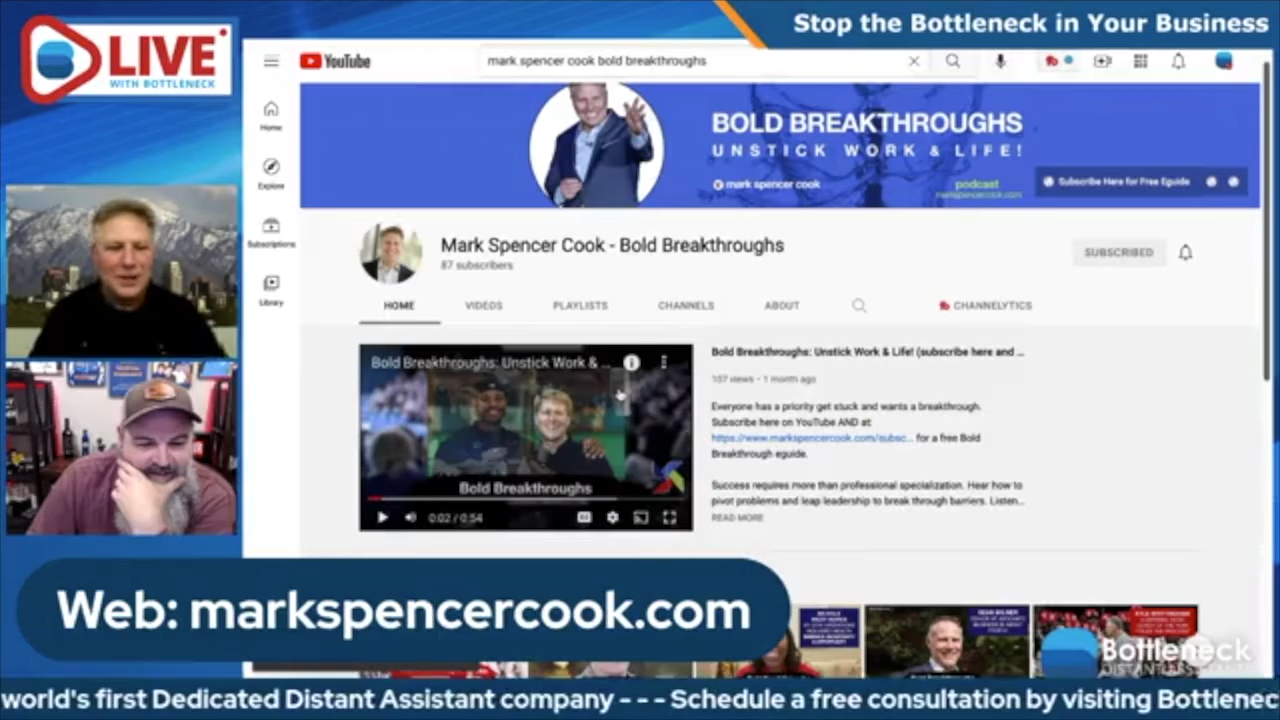 Stop the Bottleneck in Your Business
LIVE
WITH BOTTLENECK
YouTube
mark spencer cook bold breakthroughs
Home
Explore
Subscriptions
Library
BOLD BREAKTHROUGHS
UNSTICK WORK & LIFE!
mark spencer cook
podcast
markspencercook.com
Subscribe Here for Free Eguide
Mark Spencer Cook - Bold Breakthroughs
87 subscribers
SUBSCRIBED
HOME
VIDEOS
PLAYLISTS
CHANNELS
ABOUT
CHANNELYTICS
Bold Breakthroughs: Unstick Work & ...
Bold Breakthroughs
0:02 / 0:54
Bold Breakthroughs: Unstick Work & Life! (subscribe here and ...
107 views - 1 month ago
Everyone has a priority get stuck and wants a breakthrough.
Subscribe here on YouTube AND at:
https://www.markspencercook.com/subsc... for a free Bold
Breakthrough eguide.
Success requires more than professional specialization. Hear how to
pivot problems and leap leadership to break through barriers. Listen...
READ MORE
Web: markspencercook.com
Bottleneck
DISTANT ASSISTANTS
world's first Dedicated Distant Assistant company - - - Schedule a free consultation by visiting Bottlenec